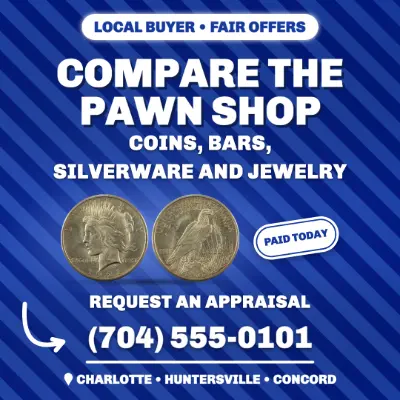 LOCAL BUYER • FAIR OFFERS
COMPARE THE
PAWN SHOP
COINS, BARS,
SILVERWARE AND JEWELRY
PAID TODAY
REQUEST AN APPRAISAL
(704) 555-0101
CHARLOTTE • HUNTERSVILLE • CONCORD